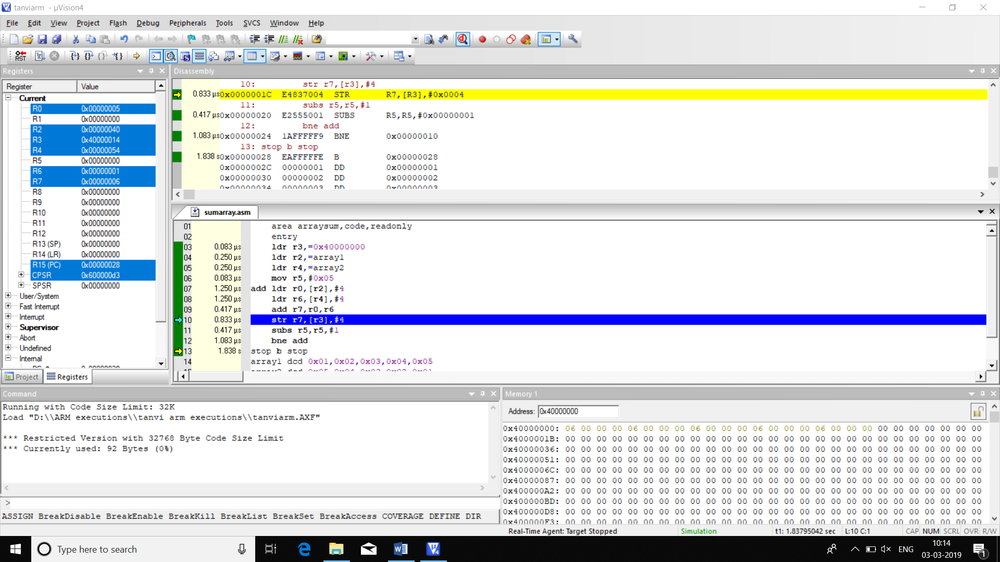 tanviarm - µVision4
File Edit View Project Flash Debug Peripherals Tools SVCS Window Help
RST
Registers
Register Value
Current
R0 0x00000005
R1 0x00000000
R2 0x00000040
R3 0x40000014
R4 0x00000054
R5 0x00000000
R6 0x00000001
R7 0x00000006
R8 0x00000000
R9 0x00000000
R10 0x00000000
R11 0x00000000
R12 0x00000000
R13 (SP) 0x00000000
R14 (LR) 0x00000000
R15 (PC) 0x00000028
CPSR 0x600000d3
SPSR 0x00000000
User/System
Fast Interrupt
Interrupt
Supervisor
Abort
Undefined
Internal
Project Registers
Disassembly
10: str r7,[r3],#4
0.833 µs 0x0000001C E4837004 STR R7,[R3],#0x0004
11: subs r5,r5,#1
0.417 µs 0x00000020 E2555001 SUBS R5,R5,#0x00000001
12: bne add
1.083 µs 0x00000024 1AFFFFF9 BNE 0x00000010
13: stop b stop
1.838 s 0x00000028 EAFFFFFE B 0x00000028
0x0000002C 00000001 DD 0x00000001
0x00000030 00000002 DD 0x00000002
0x00000034 00000003 DD 0x00000003
sumarray.asm
01 area arraysum,code,readonly
02 entry
03 0.083 µs ldr r3,=0x40000000
04 0.250 µs ldr r2,=array1
05 0.250 µs ldr r4,=array2
06 0.083 µs mov r5,#0x05
07 1.250 µs add ldr r0,[r2],#4
08 1.250 µs ldr r6,[r4],#4
09 0.417 µs add r7,r0,r6
10 0.833 µs str r7,[r3],#4
11 0.417 µs subs r5,r5,#1
12 1.083 µs bne add
13 1.838 s stop b stop
14 array1 dcd 0x01,0x02,0x03,0x04,0x05
Command
Running with Code Size Limit: 32K
Load "D:\\ARM executions\\tanvi arm executions\\tanviarm.AXF"
*** Restricted Version with 32768 Byte Code Size Limit
*** Currently used: 92 Bytes (0%)
>
ASSIGN BreakDisable BreakEnable BreakKill BreakList BreakSet BreakAccess COVERAGE DEFINE DIR
Memory 1
Address: 0x40000000
0x40000000: 06 00 00 00 06 00 00 00 06 00 00 00 06 00 00 00 06 00 00 00 00 00 00 00 00 00 00
0x4000001B: 00 00 00 00 00 00 00 00 00 00 00 00 00 00 00 00 00 00 00 00 00 00 00 00 00 00 00
0x40000036: 00 00 00 00 00 00 00 00 00 00 00 00 00 00 00 00 00 00 00 00 00 00 00 00 00 00 00
0x40000051: 00 00 00 00 00 00 00 00 00 00 00 00 00 00 00 00 00 00 00 00 00 00 00 00 00 00 00
0x4000006C: 00 00 00 00 00 00 00 00 00 00 00 00 00 00 00 00 00 00 00 00 00 00 00 00 00 00 00
0x40000087: 00 00 00 00 00 00 00 00 00 00 00 00 00 00 00 00 00 00 00 00 00 00 00 00 00 00 00
0x400000A2: 00 00 00 00 00 00 00 00 00 00 00 00 00 00 00 00 00 00 00 00 00 00 00 00 00 00 00
0x400000BD: 00 00 00 00 00 00 00 00 00 00 00 00 00 00 00 00 00 00 00 00 00 00 00 00 00 00 00
0x400000D8: 00 00 00 00 00 00 00 00 00 00 00 00 00 00 00 00 00 00 00 00 00 00 00 00 00 00 00
0x400000F3: 00 00 00 00 00 00 00 00 00 00 00 00 00 00 00 00 00 00 00 00 00 00 00 00 00 00 00
Real-Time Agent: Target Stopped Simulation t1: 1.83795042 sec L:10 C:1 CAP NUM SCRL OVR R/W
Type here to search
ENG
10:14
03-03-2019
1